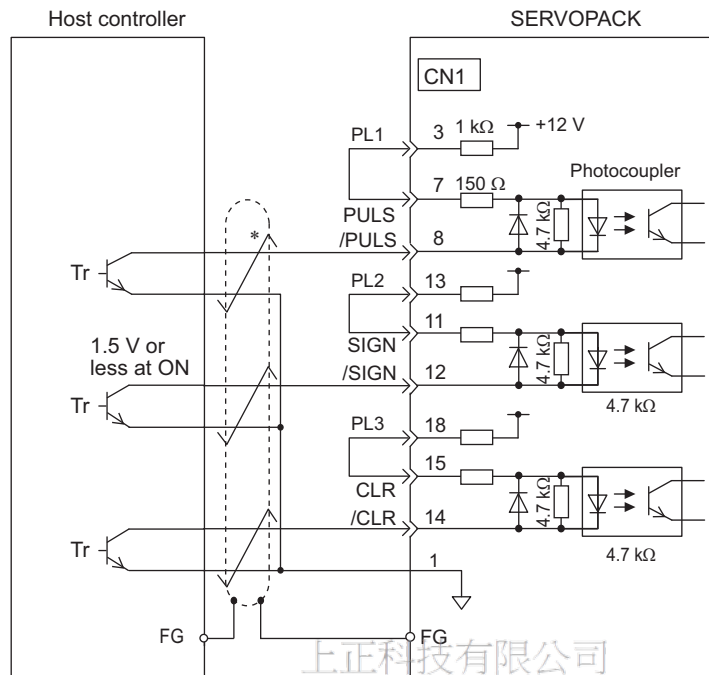 Host controller
SERVOPACK
CN1
PL1
3
1 kΩ
+12 V
7
150 Ω
Photocoupler
PULS
/PULS
8
4.7 kΩ
*
Tr
PL2
13
11
SIGN
/SIGN
12
4.7 kΩ
4.7 kΩ
1.5 V or
less at ON
Tr
PL3
18
15
CLR
/CLR
14
4.7 kΩ
4.7 kΩ
Tr
1
FG
FG
上正科技有限公司